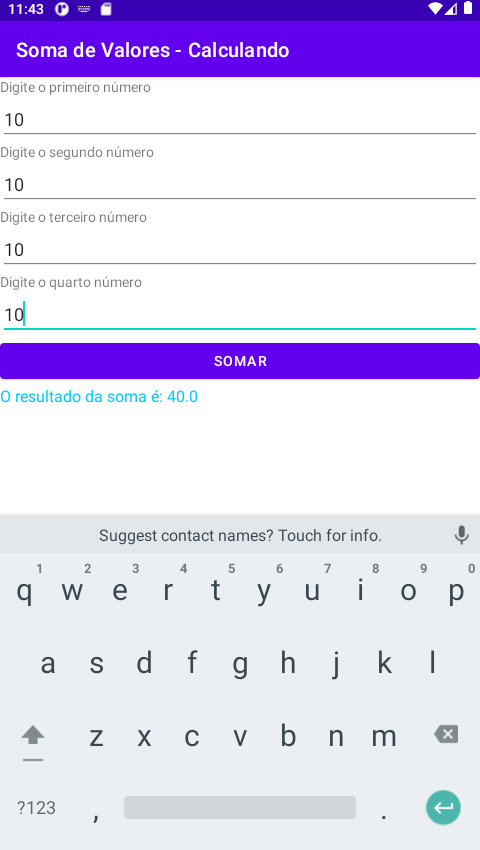 11:43
Soma de Valores - Calculando
Digite o primeiro número
10
Digite o segundo número
10
Digite o terceiro número
10
Digite o quarto número
10
SOMAR
O resultado da soma é: 40.0
Suggest contact names? Touch for info.
1 2 3 4 5 6 7 8 9 0
q w e r t y u i o p
a s d f g h j k l
z x c v b n m
?123 , .